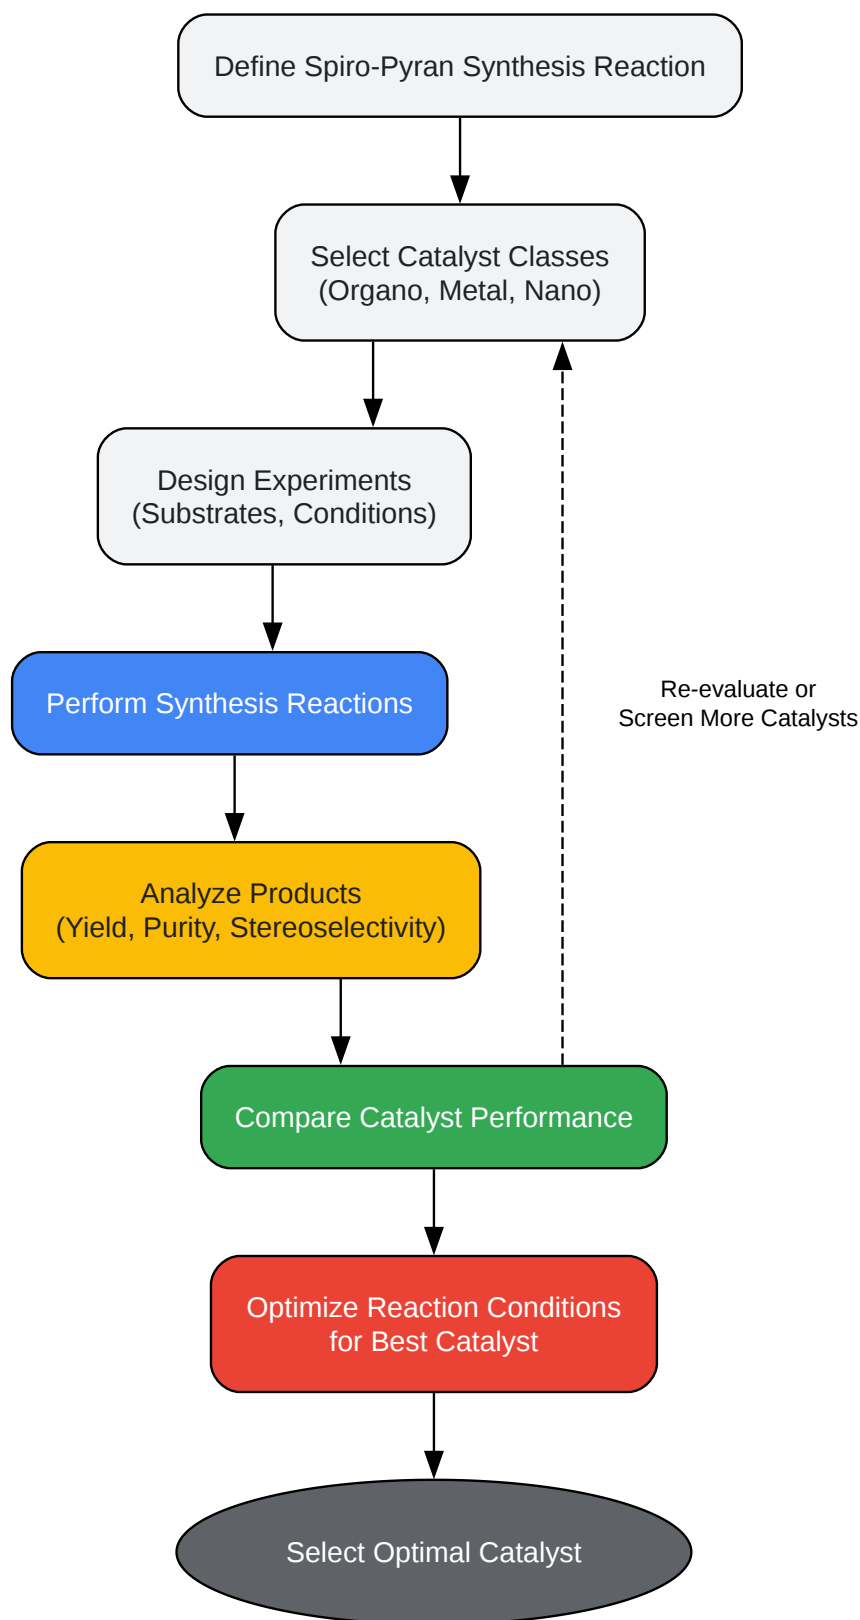 Define Spiro-Pyran Synthesis Reaction
Select Catalyst Classes
(Organo, Metal, Nano)
Design Experiments
(Substrates, Conditions)
Perform Synthesis Reactions
Re-evaluate or
Screen More Catalysts
Analyze Products
(Yield, Purity, Stereoselectivity)
Compare Catalyst Performance
Optimize Reaction Conditions
for Best Catalyst
Select Optimal Catalyst